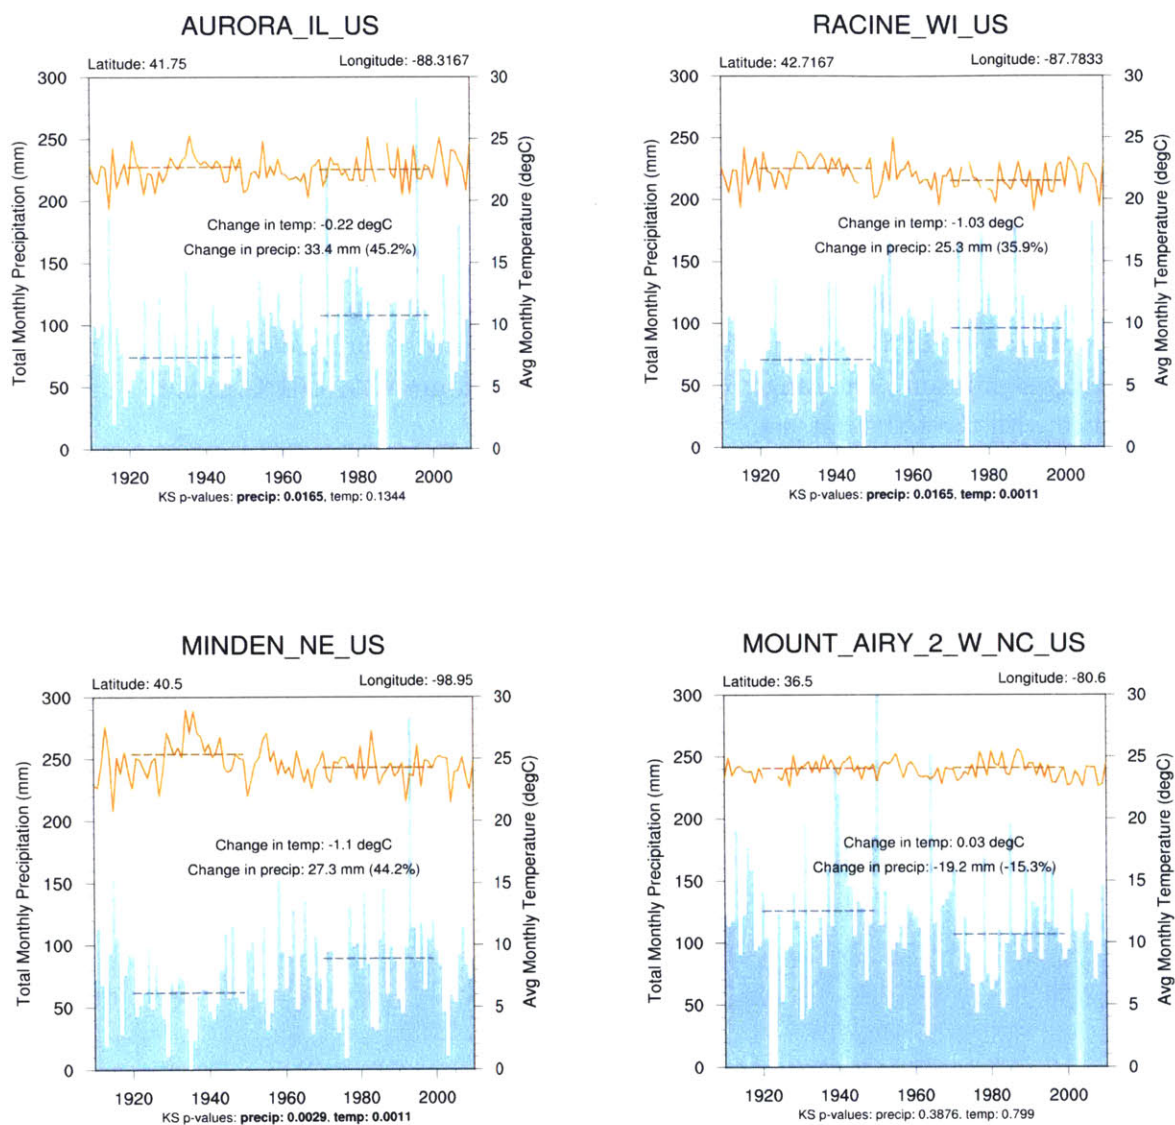 AURORA_IL_US
Latitude: 41.75 Longitude: -88.3167
300 30
250 25
200 20
Change in temp: -0.22 degC
Change in precip: 33.4 mm (45.2%)
150 15
100 10
50 5
0 0
Total Monthly Precipitation (mm)
Avg Monthly Temperature (degC)
1920 1940 1960 1980 2000
KS p-values: precip: 0.0165, temp: 0.1344
RACINE_WI_US
Latitude: 42.7167 Longitude: -87.7833
300 30
250 25
200 20
Change in temp: -1.03 degC
Change in precip: 25.3 mm (35.9%)
150 15
100 10
50 5
0 0
Total Monthly Precipitation (mm)
Avg Monthly Temperature (degC)
1920 1940 1960 1980 2000
KS p-values: precip: 0.0165, temp: 0.0011
MINDEN_NE_US
Latitude: 40.5 Longitude: -98.95
300 30
250 25
200 20
Change in temp: -1.1 degC
Change in precip: 27.3 mm (44.2%)
150 15
100 10
50 5
0 0
Total Monthly Precipitation (mm)
Avg Monthly Temperature (degC)
1920 1940 1960 1980 2000
KS p-values: precip: 0.0029, temp: 0.0011
MOUNT_AIRY_2_W_NC_US
Latitude: 36.5 Longitude: -80.6
300 30
250 25
200 20
Change in temp: 0.03 degC
Change in precip: -19.2 mm (-15.3%)
150 15
100 10
50 5
0 0
Total Monthly Precipitation (mm)
Avg Monthly Temperature (degC)
1920 1940 1960 1980 2000
KS p-values: precip: 0.3876, temp: 0.799